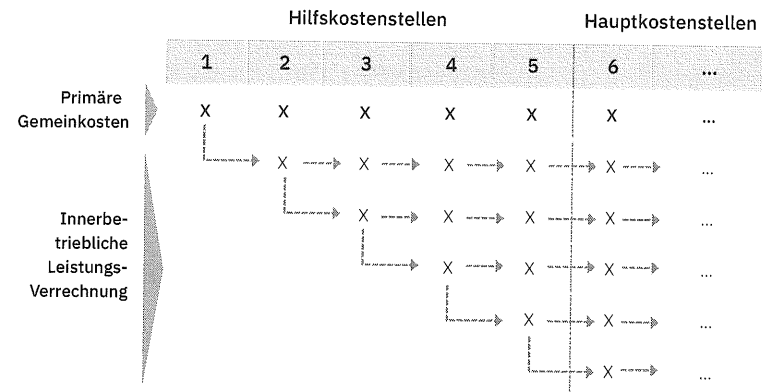 Hilfskostenstellen Hauptkostenstellen
1 2 3 4 5 6 ...
Primäre
Gemeinkosten
X X X X X X ...
X X X X X ...
Innerbe-
triebliche
Leistungs-
Verrechnung
X X X X ...
X X X ...
X X ...
X ...